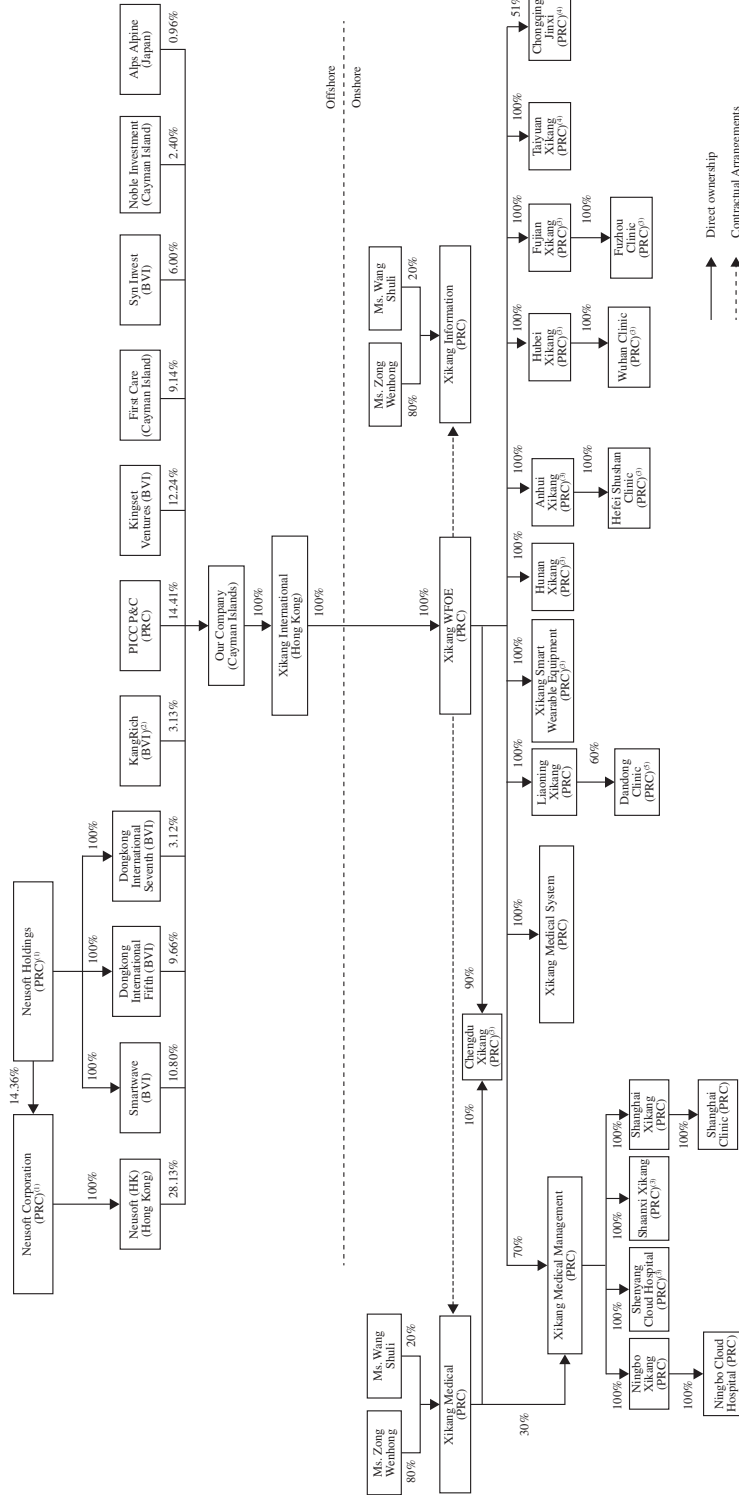 Neusoft Corporation
(PRC)(1)
14.36%
Neusoft Holdings
(PRC)(1)
100%
100%
100%
100%
Neusoft (HK)
(Hong Kong)
Smartwave
(BVI)
Dongkong
International
Fifth (BVI)
Dongkong
International
Seventh (BVI)
KangRich
(BVI)(2)
PICC P&C
(PRC)
Kingset
Ventures (BVI)
First Care
(Cayman Island)
Syn Invest
(BVI)
Noble Investment
(Cayman Island)
Alps Alpine
(Japan)
28.13%
10.80%
9.66%
3.12%
3.13%
14.41%
12.24%
9.14%
6.00%
2.40%
0.96%
Our Company
(Cayman Islands)
100%
Xikang International
(Hong Kong)
100%
Offshore
Onshore
Ms. Zong
Wenhong
Ms. Wang
Shuli
80%
20%
Ms. Zong
Wenhong
Ms. Wang
Shuli
80%
20%
100%
Xikang Medical
(PRC)
Xikang WFOE
(PRC)
Xikang Information
(PRC)
10%
Chengdu
Xikang
(PRC)(3)
90%
30%
70%
Xikang Medical Management
(PRC)
100%
Xikang Medical System
(PRC)
100%
Liaoning
Xikang
(PRC)
100%
Xikang Smart
Wearable Equipment
(PRC)(3)
100%
Hunan
Xikang
(PRC)(3)
100%
Anhui
Xikang
(PRC)(3)
100%
Hubei
Xikang
(PRC)(3)
100%
Fujian
Xikang
(PRC)(3)
100%
Taiyuan
Xikang
(PRC)(4)
51%
Chongqing
Jinxi
(PRC)(4)
60%
Dandong
Clinic
(PRC)(5)
100%
Hefei Shushan
Clinic
(PRC)(3)
100%
Wuhan Clinic
(PRC)(3)
100%
Fuzhou
Clinic
(PRC)(3)
100%
Ningbo
Xikang
(PRC)
100%
Shenyang
Cloud Hospital
(PRC)(3)
100%
Shaanxi Xikang
(PRC)(3)
100%
Shanghai
Xikang
(PRC)
100%
Ningbo Cloud
Hospital (PRC)
100%
Shanghai
Clinic (PRC)
Direct ownership
Contractual Arrangements